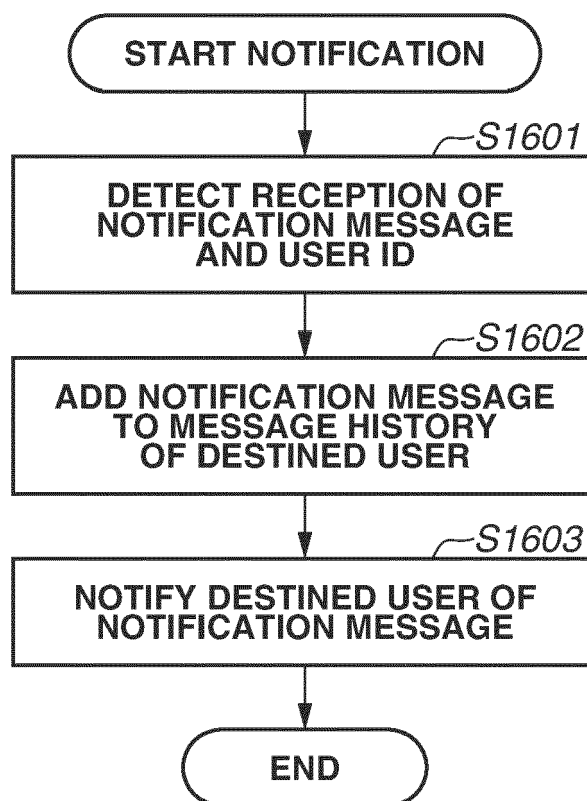 START NOTIFICATION
S1601
DETECT RECEPTION OF
NOTIFICATION MESSAGE
AND USER ID
S1602
ADD NOTIFICATION MESSAGE
TO MESSAGE HISTORY
OF DESTINED USER
S1603
NOTIFY DESTINED USER OF
NOTIFICATION MESSAGE
END